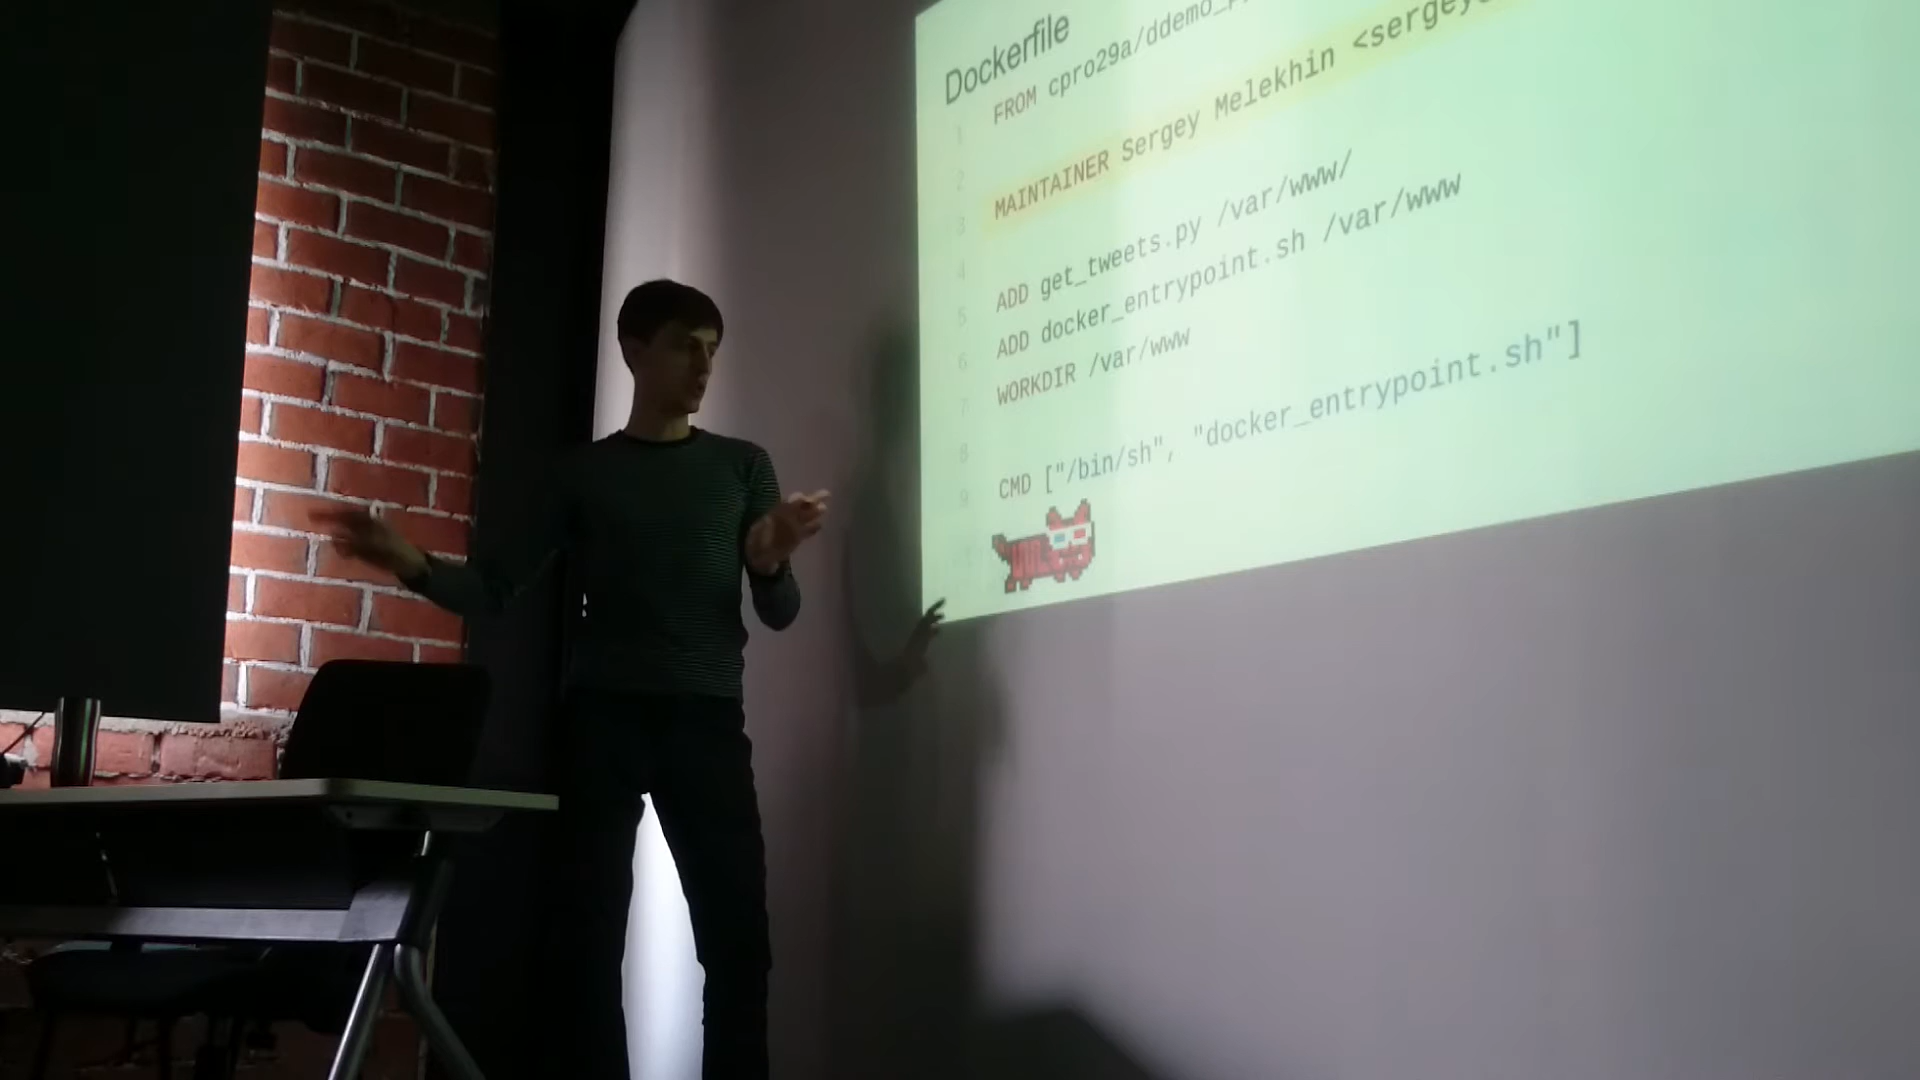 Dockerfile
1 FROM cpro29a/ddemo_
2
3 MAINTAINER Sergey Melekhin <sergey
4
5 ADD get_tweets.py /var/www/
6 ADD docker_entrypoint.sh /var/www
7 WORKDIR /var/www
8
9 CMD ["/bin/sh", "docker_entrypoint.sh"]